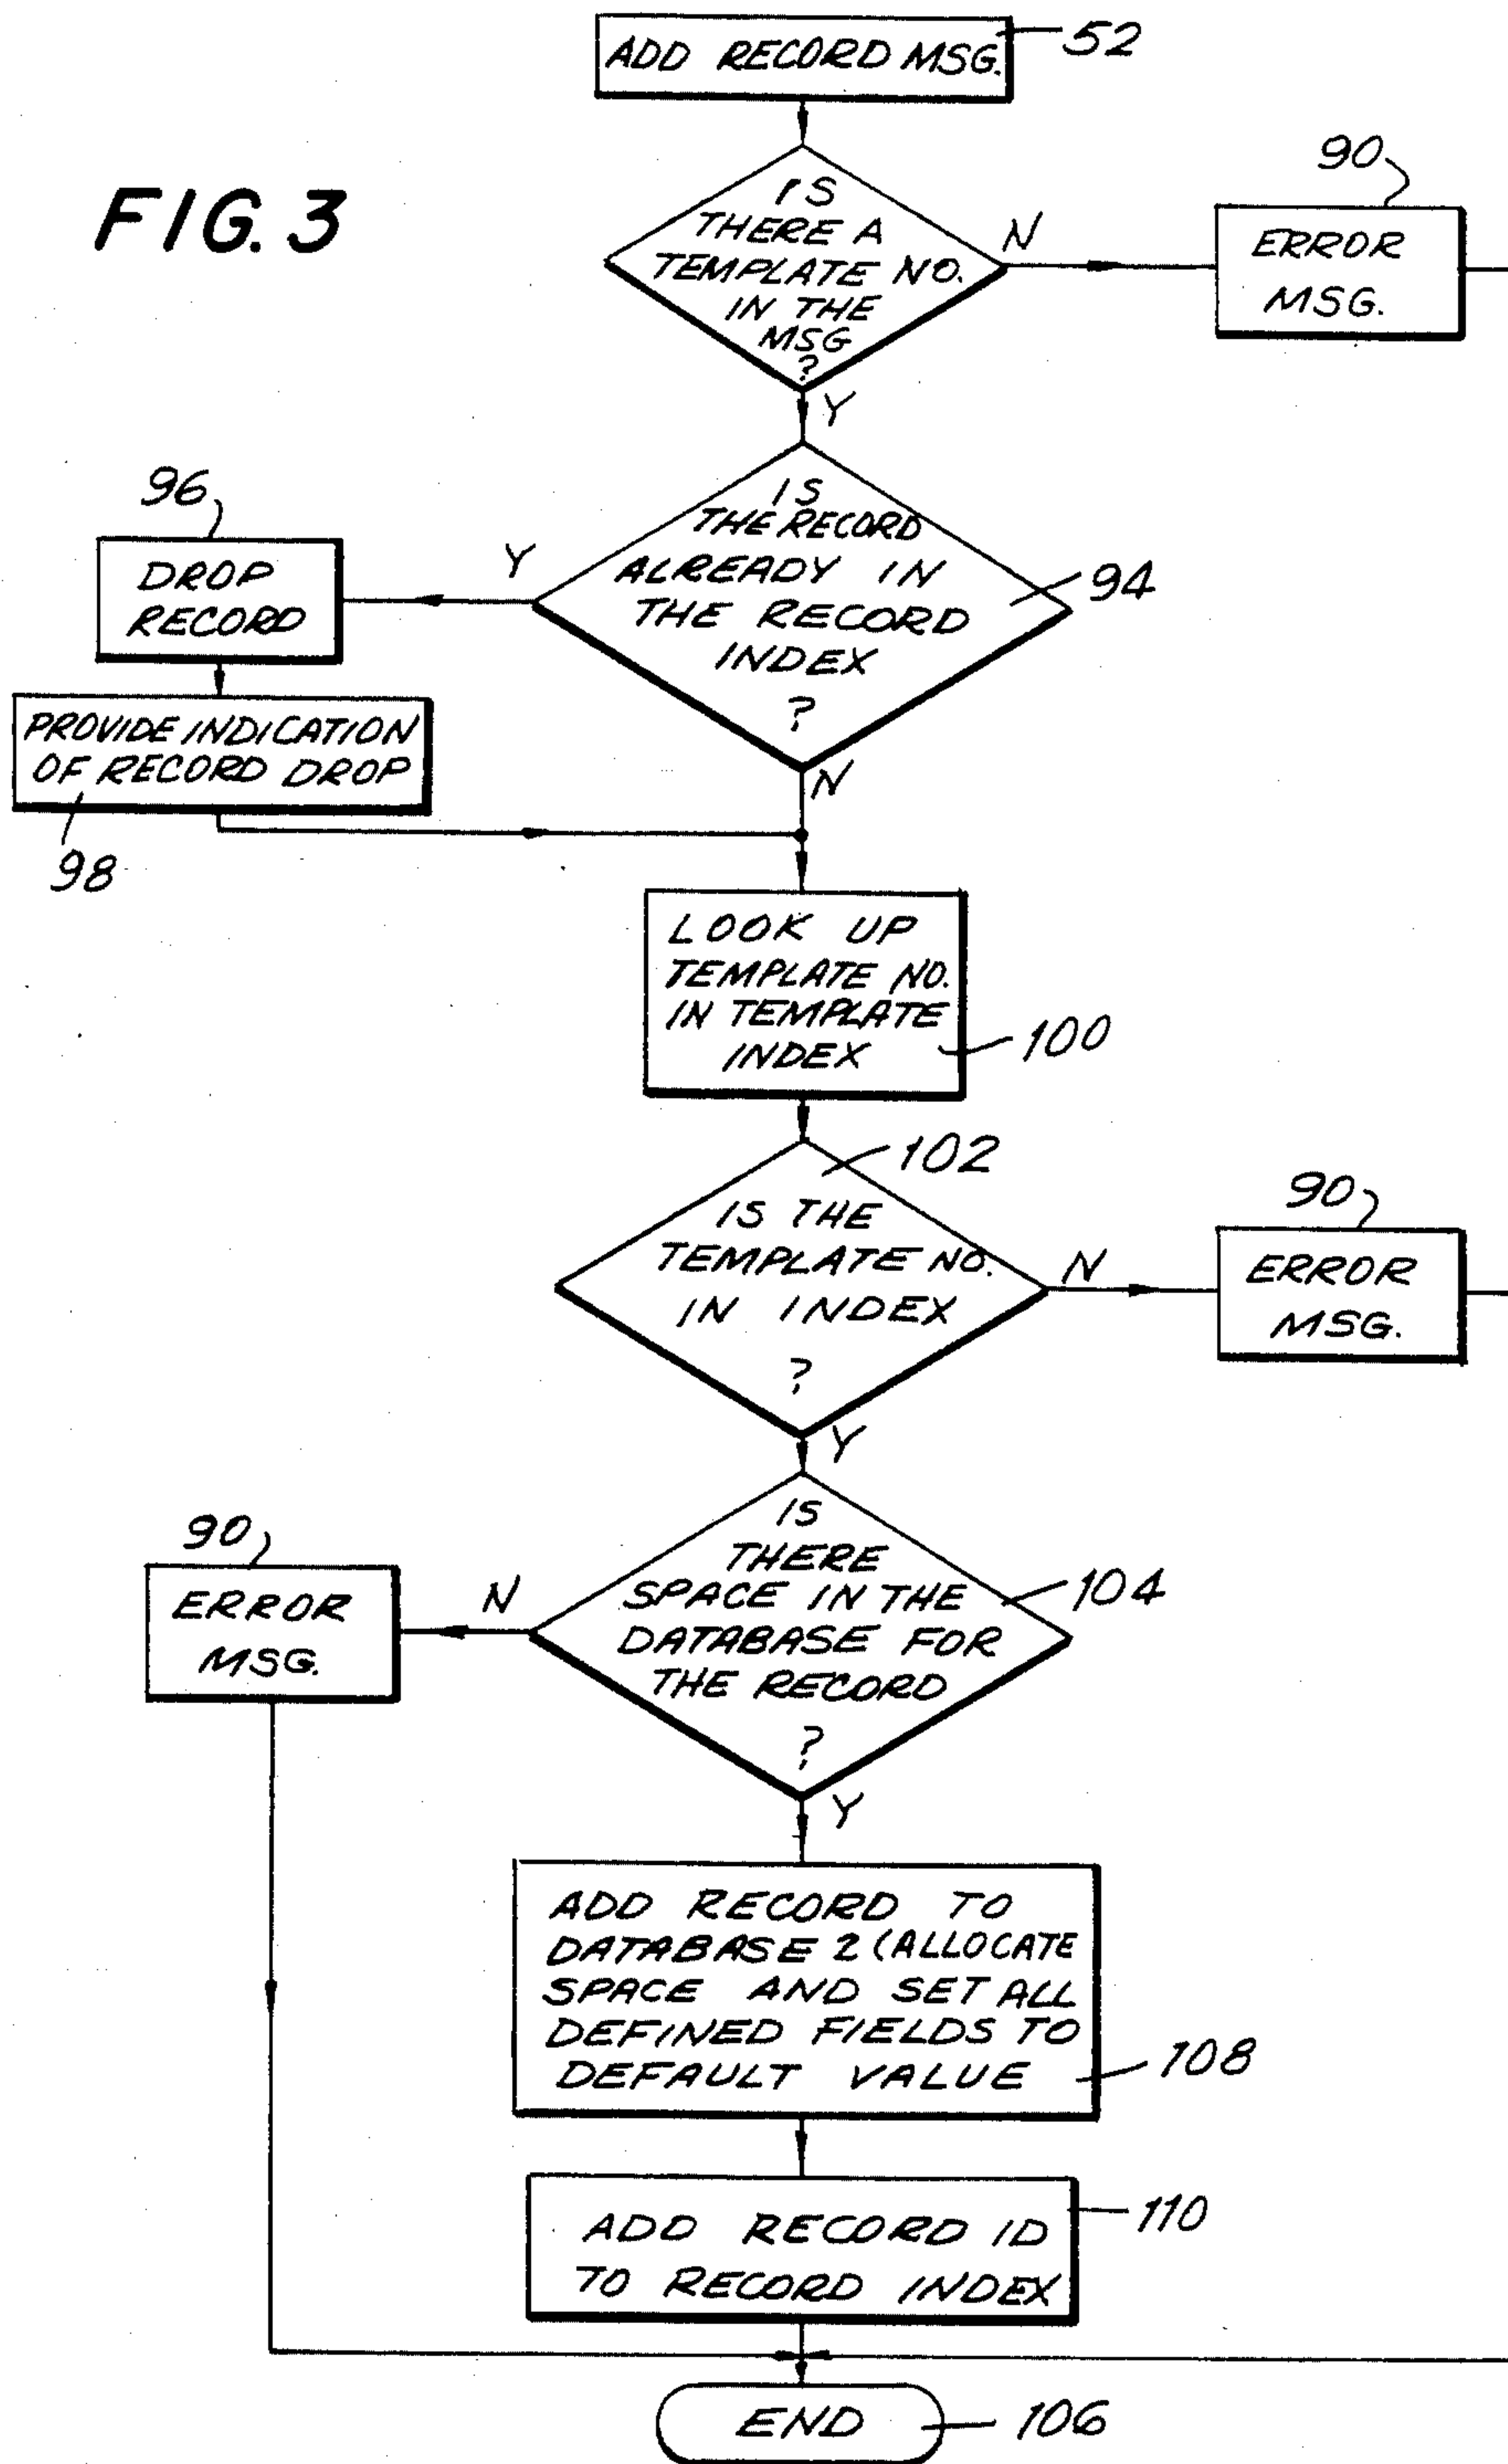 ADD RECORD MSG.
52
FIG. 3
IS
THERE A
TEMPLATE NO.
IN THE
MSG
?
N
90
ERROR
MSG.
Y
IS
THE RECORD
ALREADY IN
THE RECORD
INDEX
?
94
Y
96
DROP
RECORD
PROVIDE INDICATION
OF RECORD DROP
98
N
LOOK UP
TEMPLATE NO.
IN TEMPLATE
INDEX
100
102
IS THE
TEMPLATE NO.
IN INDEX
?
N
90
ERROR
MSG.
Y
IS
THERE
SPACE IN THE
DATABASE FOR
THE RECORD
?
104
N
90
ERROR
MSG.
Y
ADD RECORD TO
DATABASE 2 (ALLOCATE
SPACE AND SET ALL
DEFINED FIELDS TO
DEFAULT VALUE
108
ADD RECORD ID
TO RECORD INDEX
110
END
106